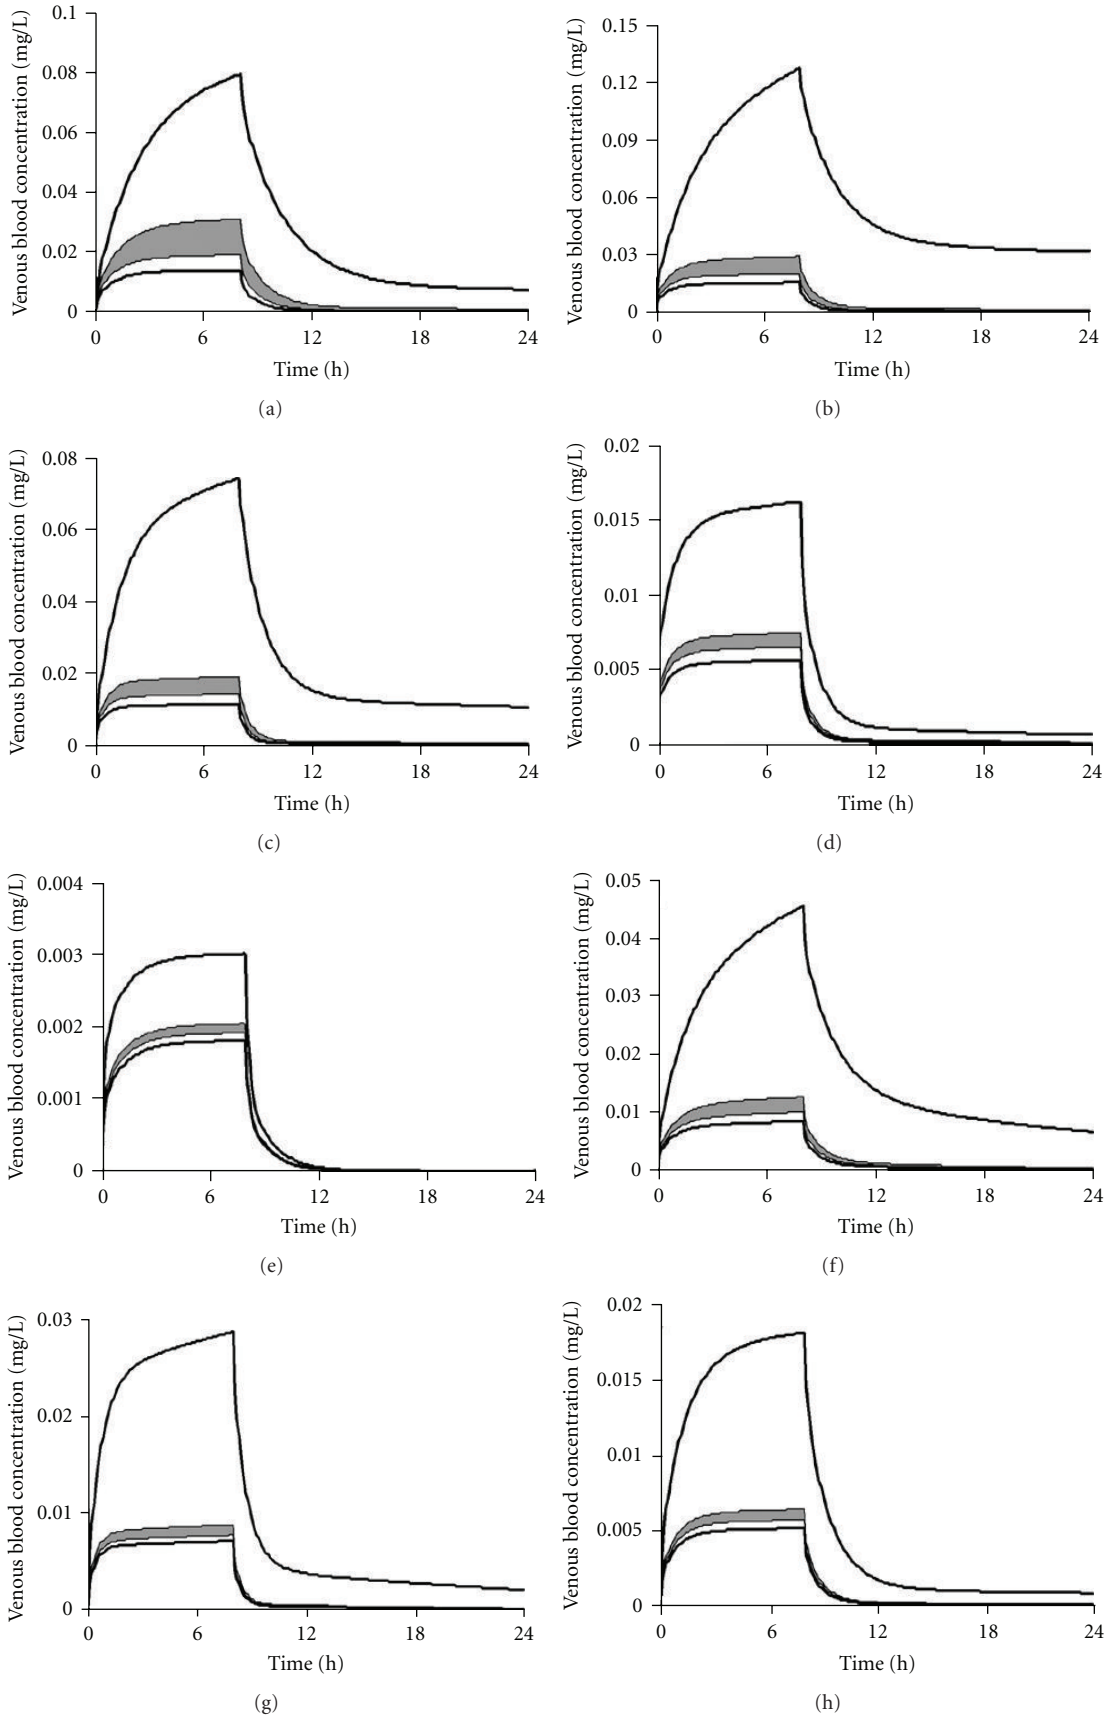 Venous blood concentration (mg/L)
0.1
0.08
0.06
0.04
0.02
0
0 6 12 18 24
Time (h)
(a)
Venous blood concentration (mg/L)
0.15
0.12
0.09
0.06
0.03
0
0 6 12 18 24
Time (h)
(b)
Venous blood concentration (mg/L)
0.08
0.06
0.04
0.02
0
0 6 12 18 24
Time (h)
(c)
Venous blood concentration (mg/L)
0.02
0.015
0.01
0.005
0
0 6 12 18 24
Time (h)
(d)
Venous blood concentration (mg/L)
0.004
0.003
0.002
0.001
0
0 6 12 18 24
Time (h)
(e)
Venous blood concentration (mg/L)
0.05
0.04
0.03
0.02
0.01
0
0 6 12 18 24
Time (h)
(f)
Venous blood concentration (mg/L)
0.03
0.02
0.01
0
0 6 12 18 24
Time (h)
(g)
Venous blood concentration (mg/L)
0.02
0.015
0.01
0.005
0
0 6 12 18 24
Time (h)
(h)